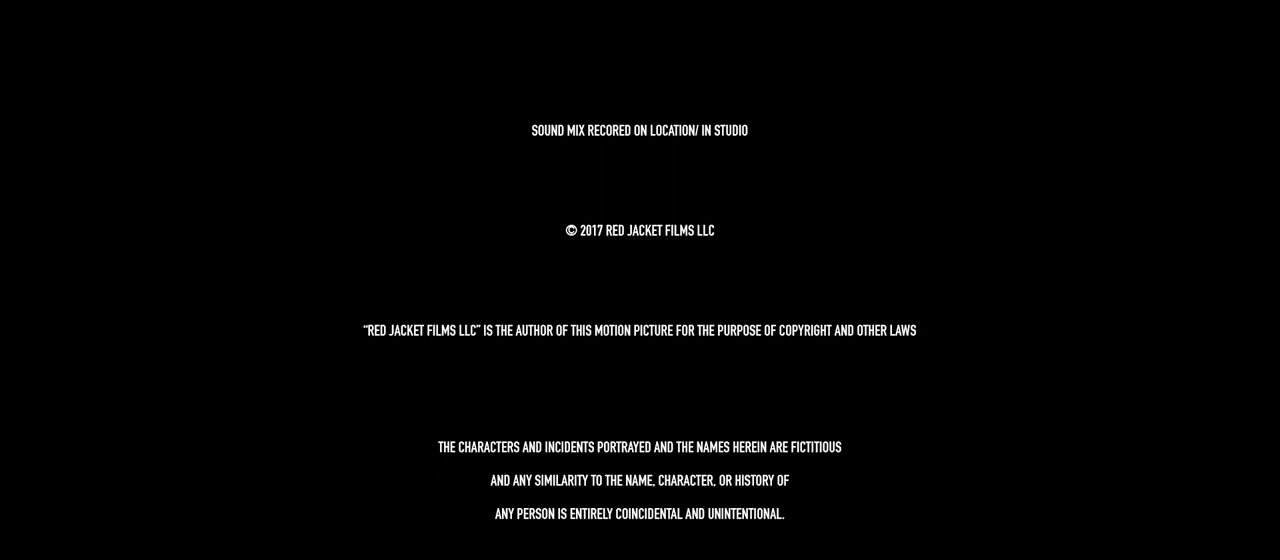 SOUND MIX RECORED ON LOCATION/ IN STUDIO
© 2017 RED JACKET FILMS LLC
“RED JACKET FILMS LLC” IS THE AUTHOR OF THIS MOTION PICTURE FOR THE PURPOSE OF COPYRIGHT AND OTHER LAWS
THE CHARACTERS AND INCIDENTS PORTRAYED AND THE NAMES HEREIN ARE FICTITIOUS
AND ANY SIMILARITY TO THE NAME, CHARACTER, OR HISTORY OF
ANY PERSON IS ENTIRELY COINCIDENTAL AND UNINTENTIONAL.